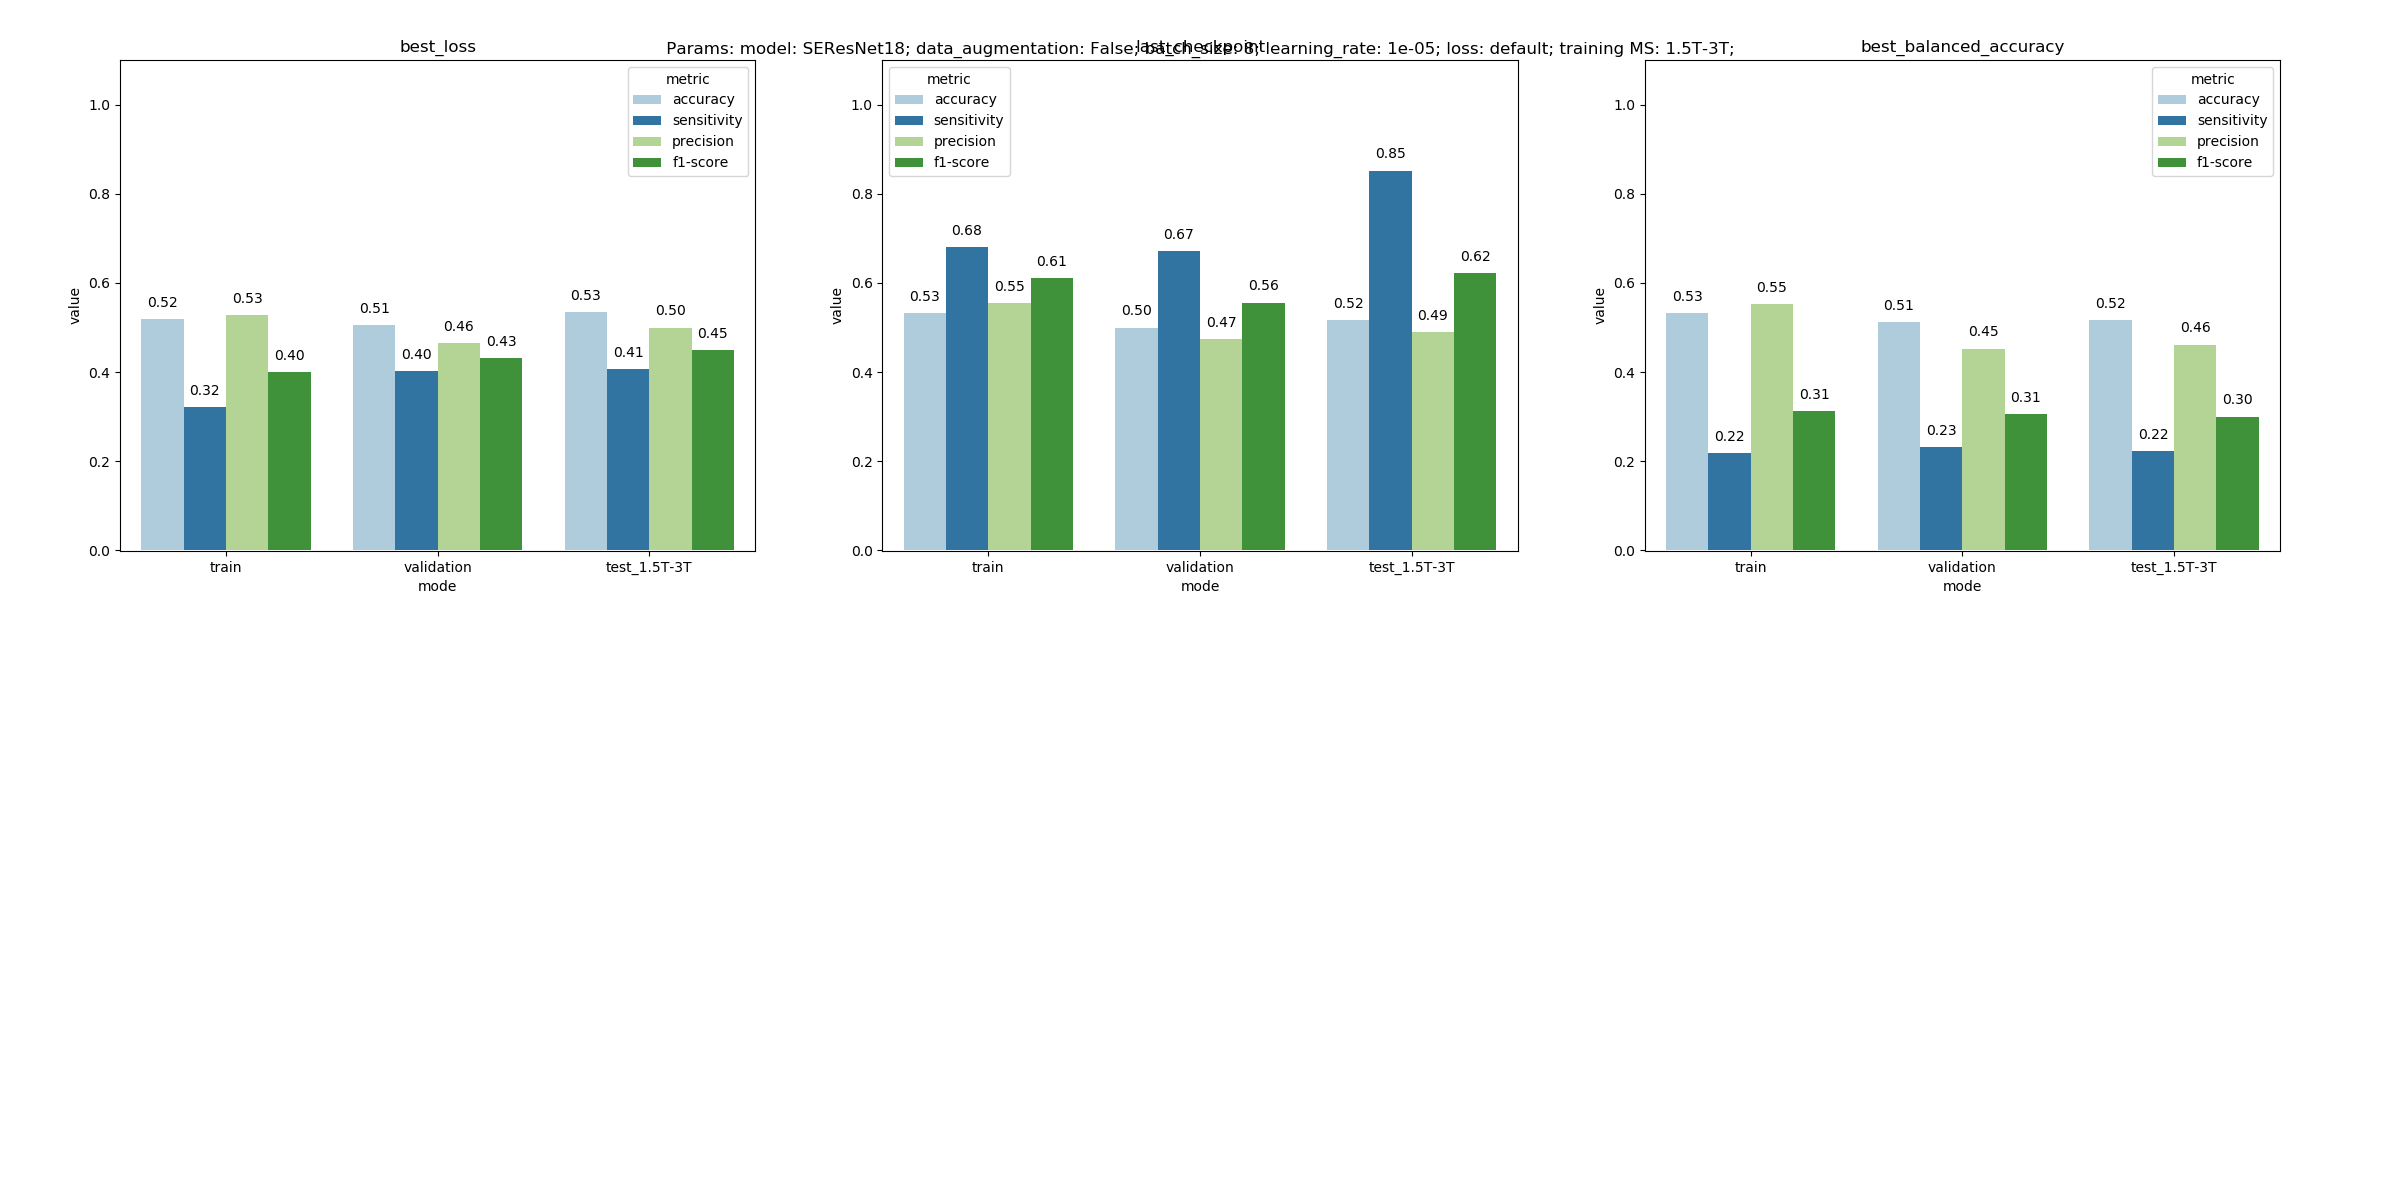 best_loss
Params: model: SEResNet18; data_augmentation: False; batch_size: 8; learning_rate: 1e-05; loss: default; training MS: 1.5T-3T;
last_checkpoint
best_balanced_accuracy
metric
accuracy
sensitivity
precision
f1-score
value
1.0
0.8
0.6
0.4
0.2
0.0
0.52
0.32
0.53
0.40
0.51
0.40
0.46
0.43
0.53
0.41
0.50
0.45
train
validation
test_1.5T-3T
mode
metric
accuracy
sensitivity
precision
f1-score
value
1.0
0.8
0.6
0.4
0.2
0.0
0.53
0.68
0.55
0.61
0.50
0.67
0.47
0.56
0.52
0.85
0.49
0.62
train
validation
test_1.5T-3T
mode
metric
accuracy
sensitivity
precision
f1-score
value
1.0
0.8
0.6
0.4
0.2
0.0
0.53
0.22
0.55
0.31
0.51
0.23
0.45
0.31
0.52
0.22
0.46
0.30
train
validation
test_1.5T-3T
mode